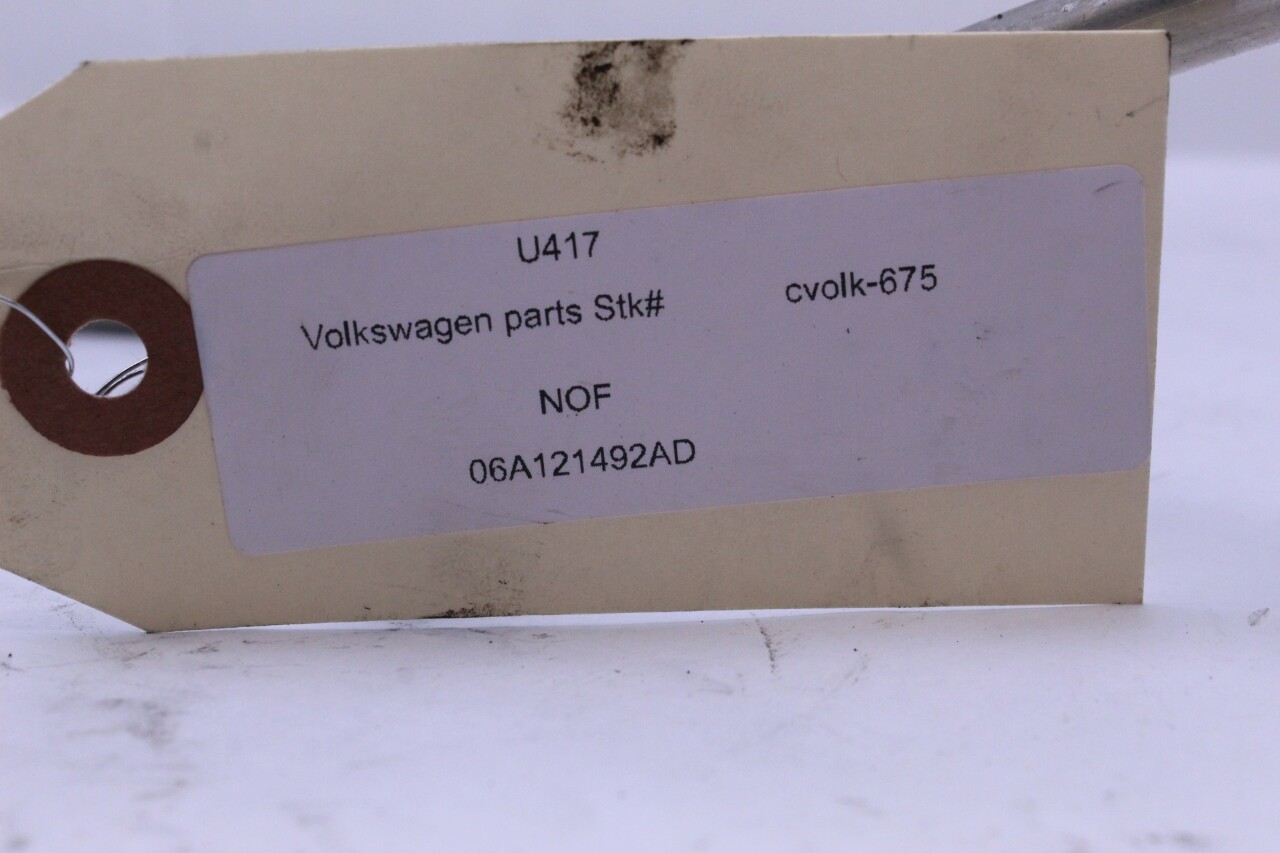 U417
Volkswagen parts Stk# cvolk-675
NOF
06A121492AD